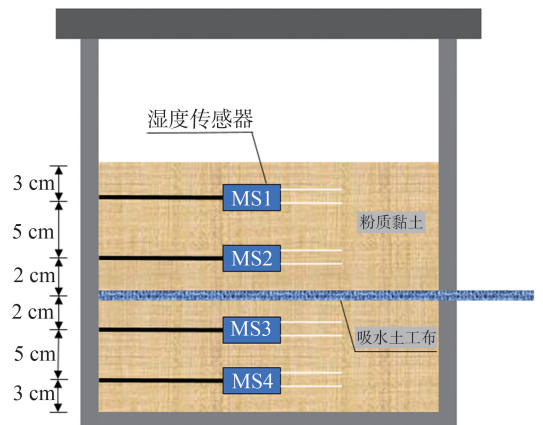 湿度传感器
3 cm
MS1
5 cm
粉质黏土
MS2
2 cm
2 cm
MS3
吸水土工布
5 cm
MS4
3 cm